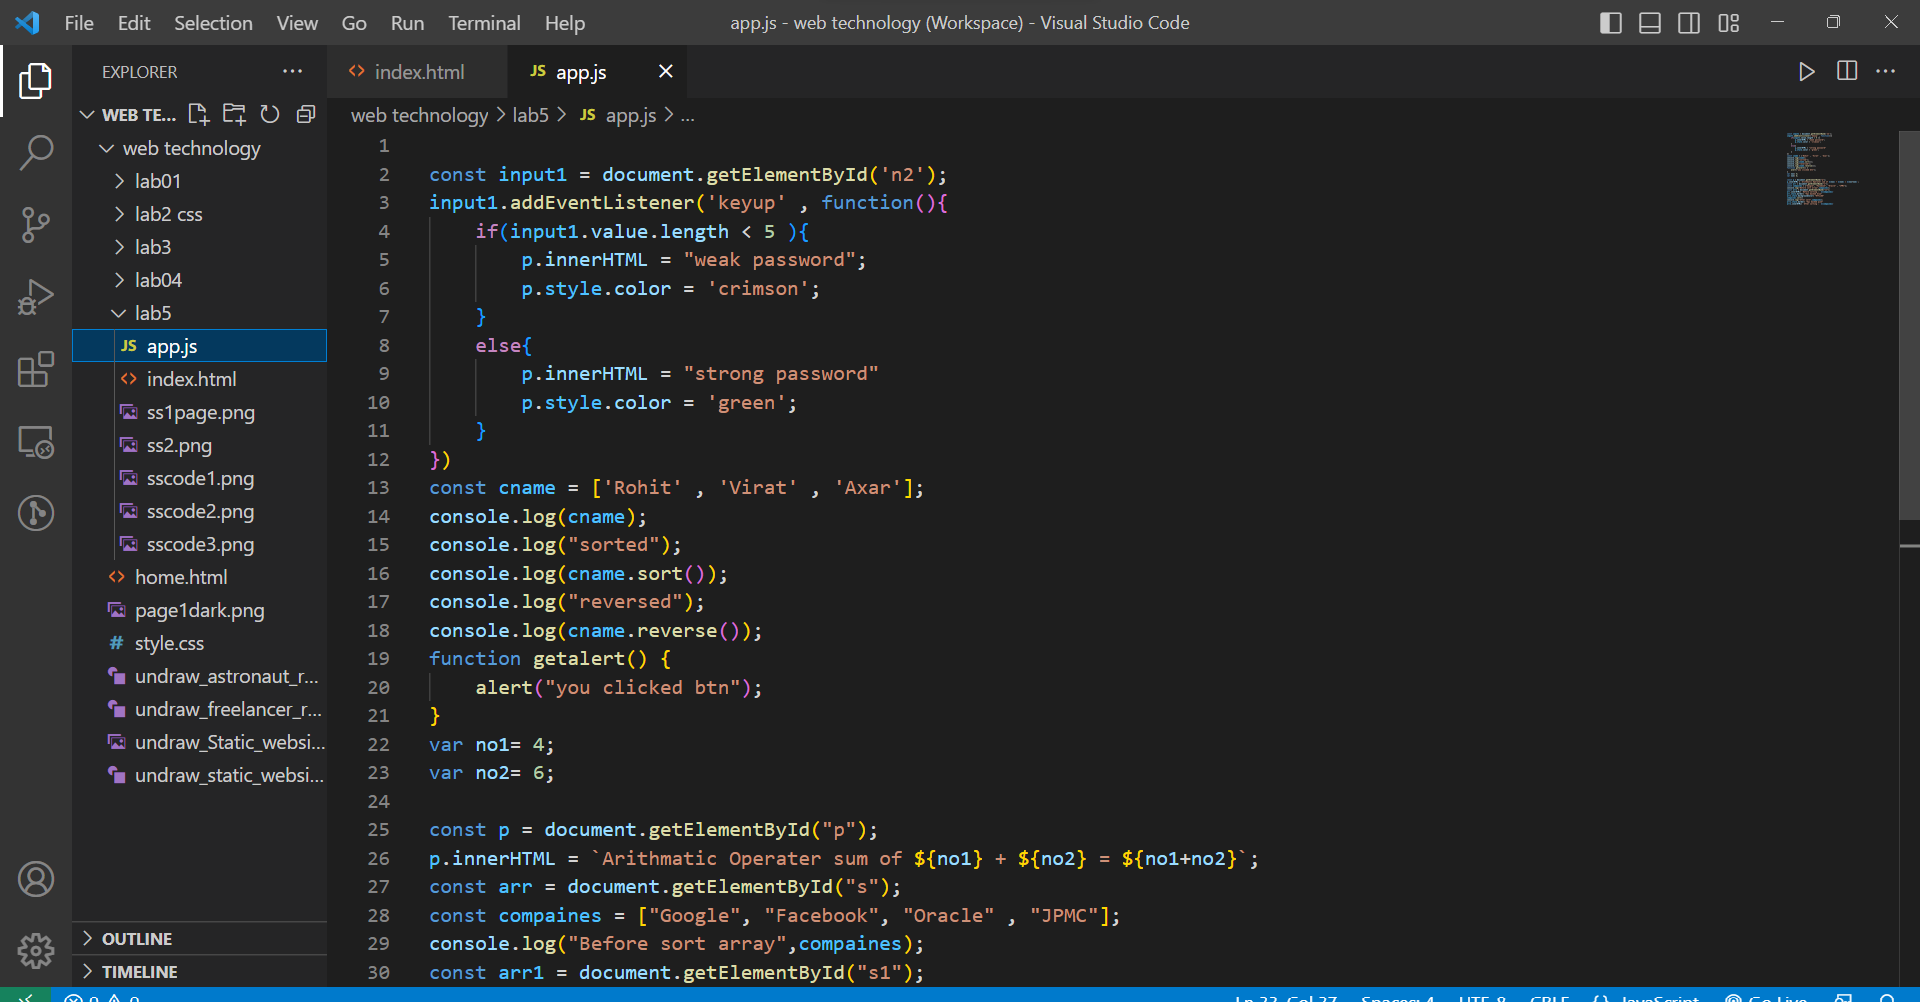 File Edit Selection View Go Run Terminal Help
app.js - web technology (Workspace) - Visual Studio Code
EXPLORER
WEB TE...
web technology
lab01
lab2 css
lab3
lab04
lab5
JS app.js
index.html
ss1page.png
ss2.png
sscode1.png
sscode2.png
sscode3.png
home.html
page1dark.png
# style.css
undraw_astronaut_r...
undraw_freelancer_r...
undraw_Static_websi...
undraw_static_websi...
OUTLINE
TIMELINE
index.html
JS app.js
web technology > lab5 > JS app.js > ...
1
2 const input1 = document.getElementById('n2');
3 input1.addEventListener('keyup' , function(){
4     if(input1.value.length < 5 ){
5         p.innerHTML = "weak password";
6         p.style.color = 'crimson';
7     }
8     else{
9         p.innerHTML = "strong password"
10         p.style.color = 'green';
11     }
12 })
13 const cname = ['Rohit' , 'Virat' , 'Axar'];
14 console.log(cname);
15 console.log("sorted");
16 console.log(cname.sort());
17 console.log("reversed");
18 console.log(cname.reverse());
19 function getalert() {
20     alert("you clicked btn");
21 }
22 var no1= 4;
23 var no2= 6;
24
25 const p = document.getElementById("p");
26 p.innerHTML = `Arithmatic Operater sum of ${no1} + ${no2} = ${no1+no2}`;
27 const arr = document.getElementById("s");
28 const compaines = ["Google", "Facebook", "Oracle" , "JPMC"];
29 console.log("Before sort array",compaines);
30 const arr1 = document.getElementById("s1");